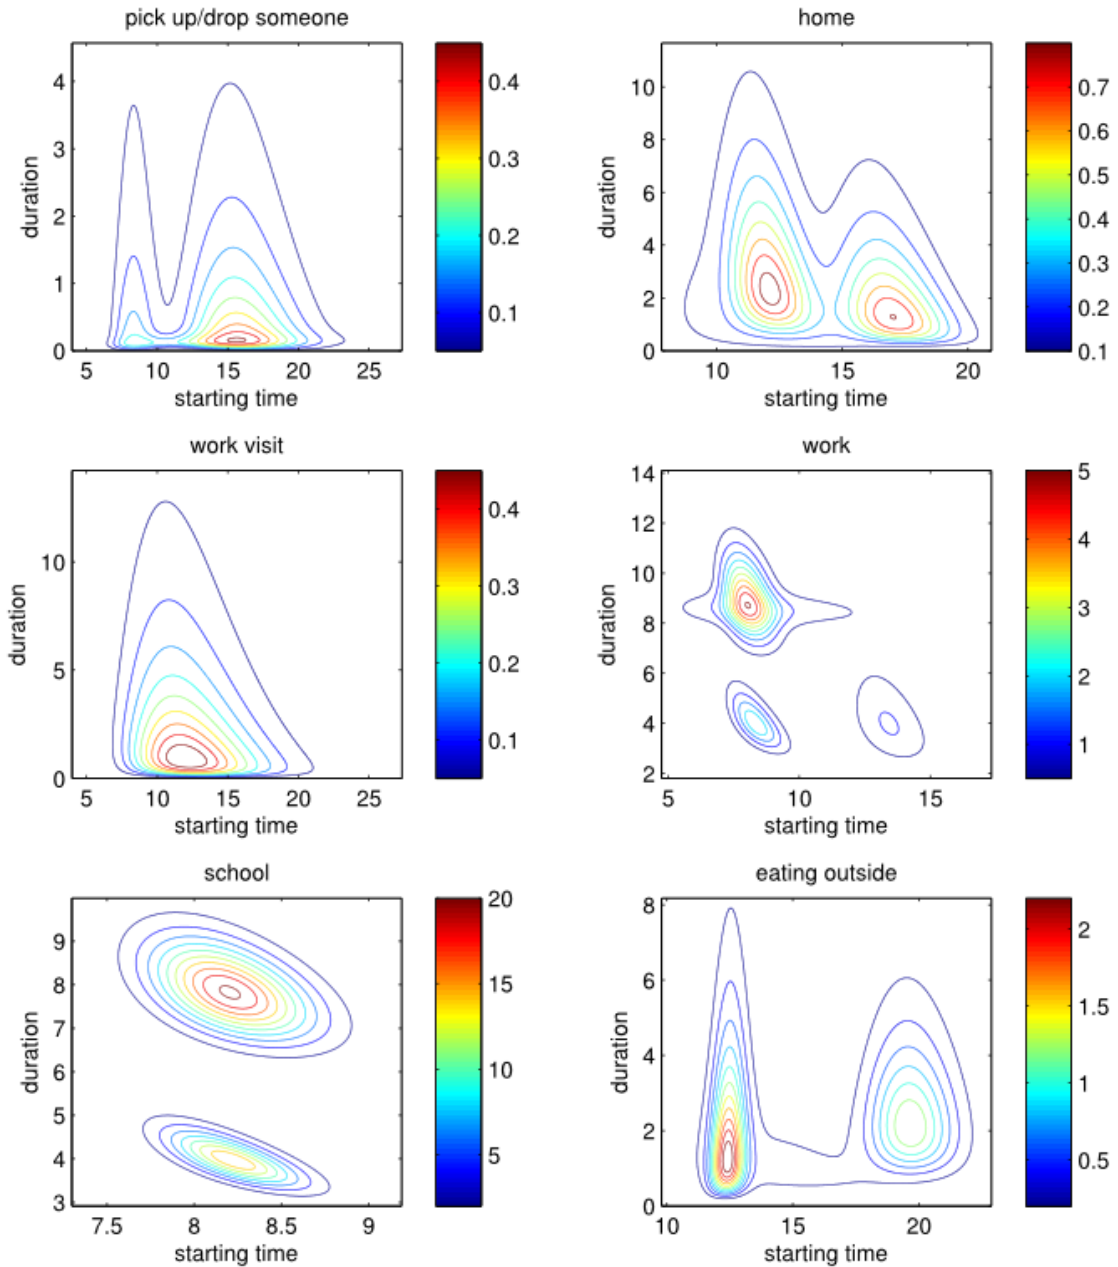 pick up/drop someone
4
3
2
1
0
duration
5 10 15 20 25
starting time
0.4
0.3
0.2
0.1
home
10
8
6
4
2
0
duration
10 15 20
starting time
0.7
0.6
0.5
0.4
0.3
0.2
0.1
work visit
10
5
0
duration
5 10 15 20 25
starting time
0.4
0.3
0.2
0.1
work
14
12
10
8
6
4
2
duration
5 10 15
starting time
5
4
3
2
1
school
9
8
7
6
5
4
3
duration
7.5 8 8.5 9
starting time
20
15
10
5
eating outside
8
6
4
2
0
duration
10 15 20
starting time
2
1.5
1
0.5